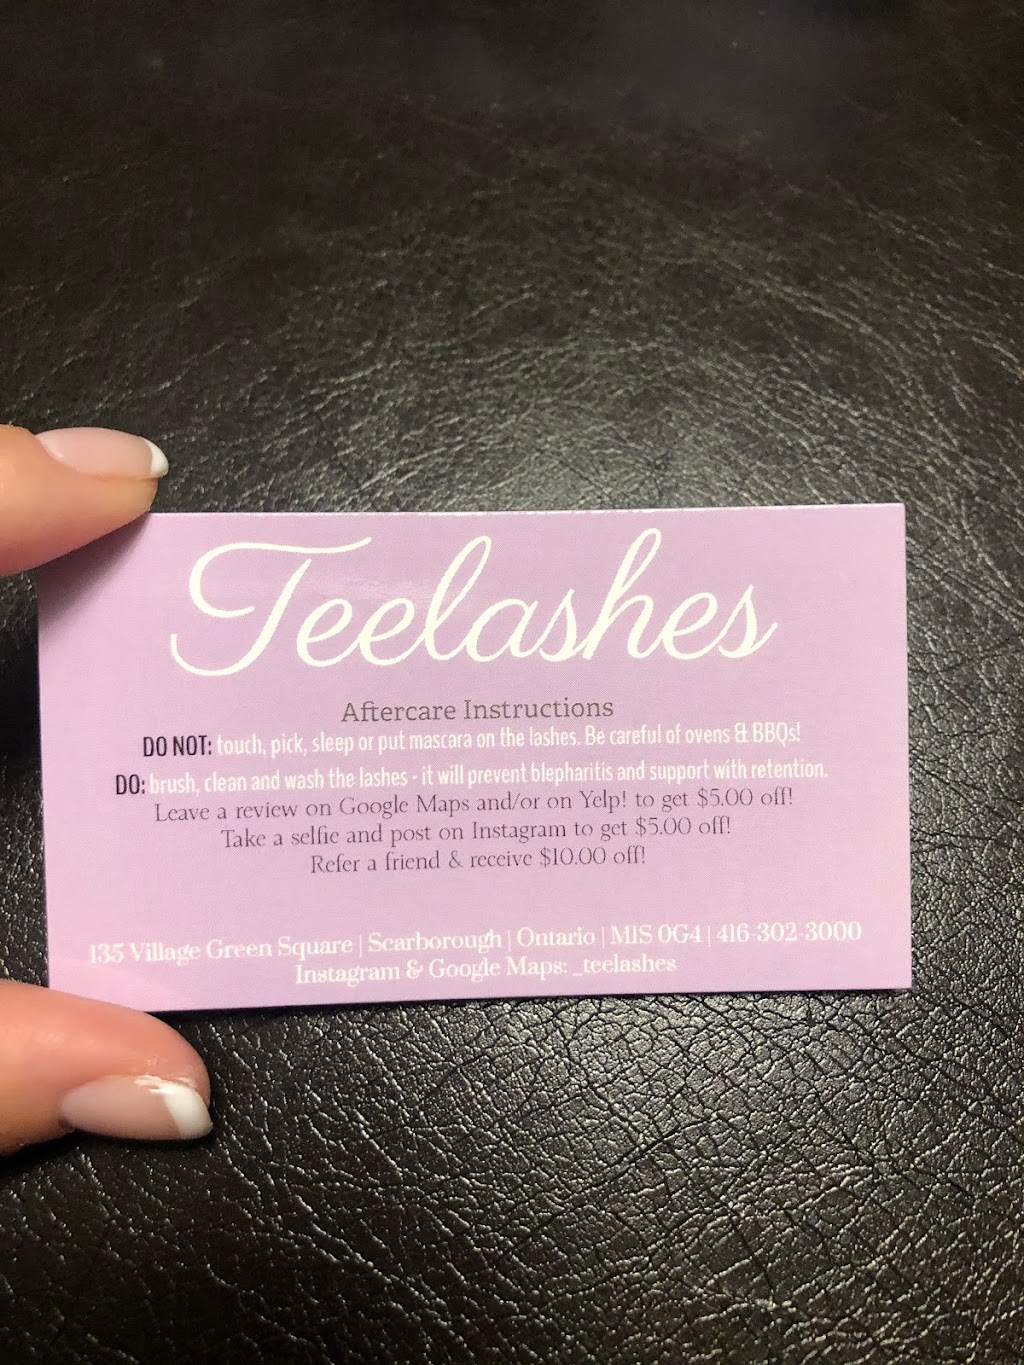 Teelashes
Aftercare Instructions
DO NOT: touch, pick, sleep or put mascara on the lashes. Be careful of ovens & BBQs!
DO: brush, clean and wash the lashes - it will prevent blepharitis and support with retention.
Leave a review on Google Maps and/or on Yelp! to get $5.00 off!
Take a selfie and post on Instagram to get $5.00 off!
Refer a friend & receive $10.00 off!
135 Village Green Square | Scarborough | Ontario | M1S 0G4 | 416-302-3000
Instagram & Google Maps: _teelashes